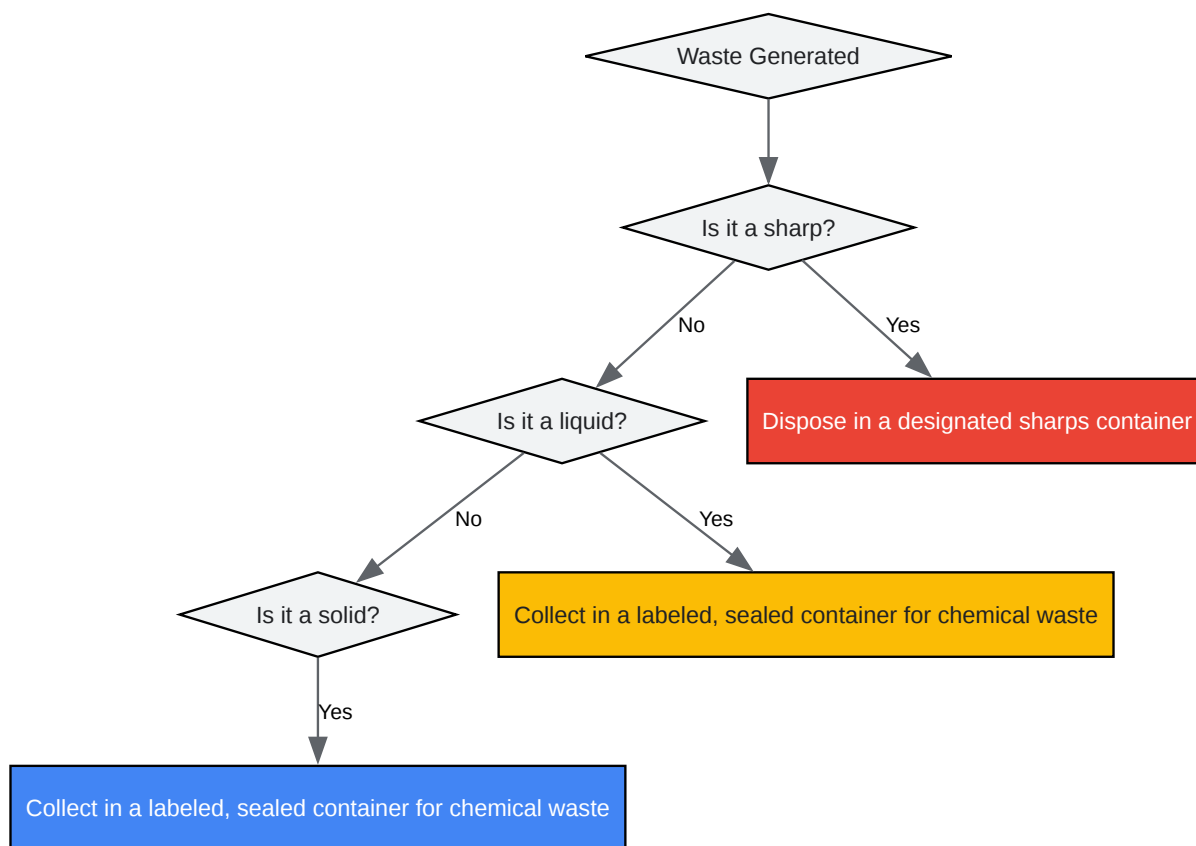 Waste Generated
Is it a sharp?
No
Yes
Is it a liquid?
Dispose in a designated sharps container
No
Yes
Is it a solid?
Collect in a labeled, sealed container for chemical waste
Yes
Collect in a labeled, sealed container for chemical waste